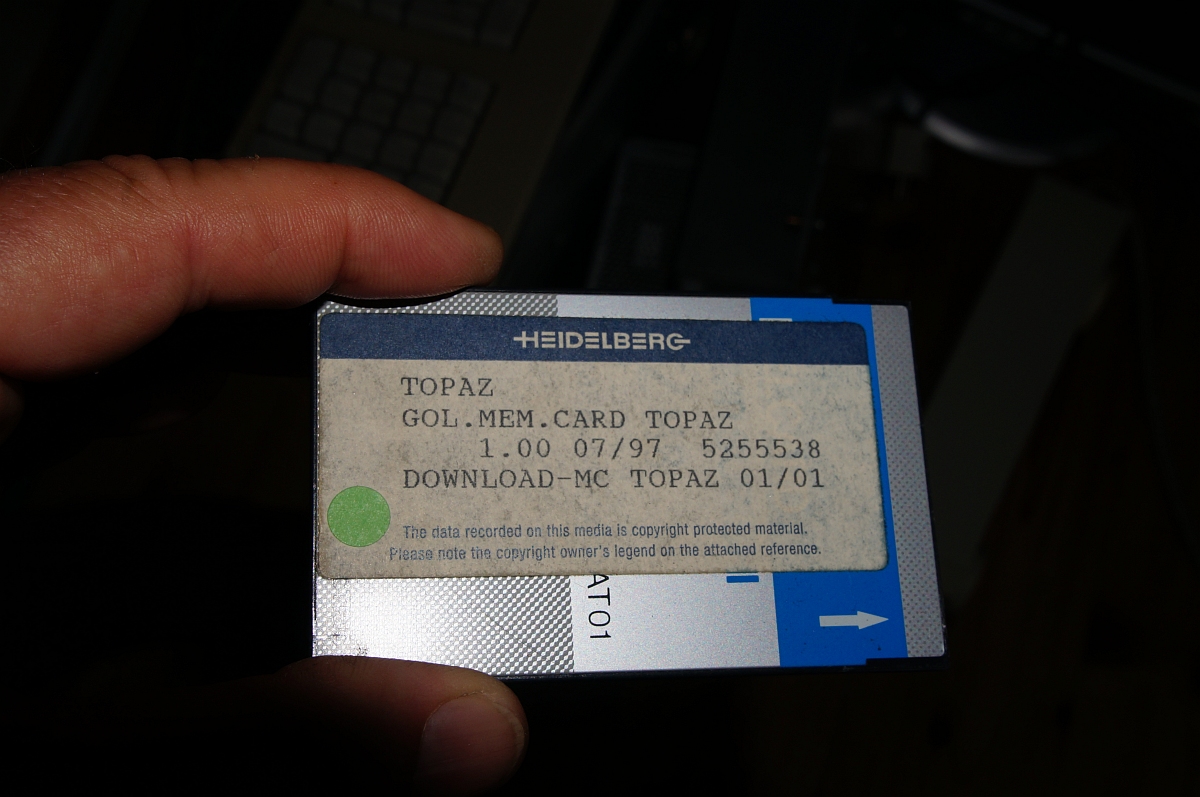 HEIDELBERG
TOPAZ
GOL.MEM.CARD TOPAZ
1.00 07/97 5255538
DOWNLOAD-MC TOPAZ 01/01
The data recorded on this media is copyright protected material.
Please note the copyright owner's legend on the attached reference.
AT01